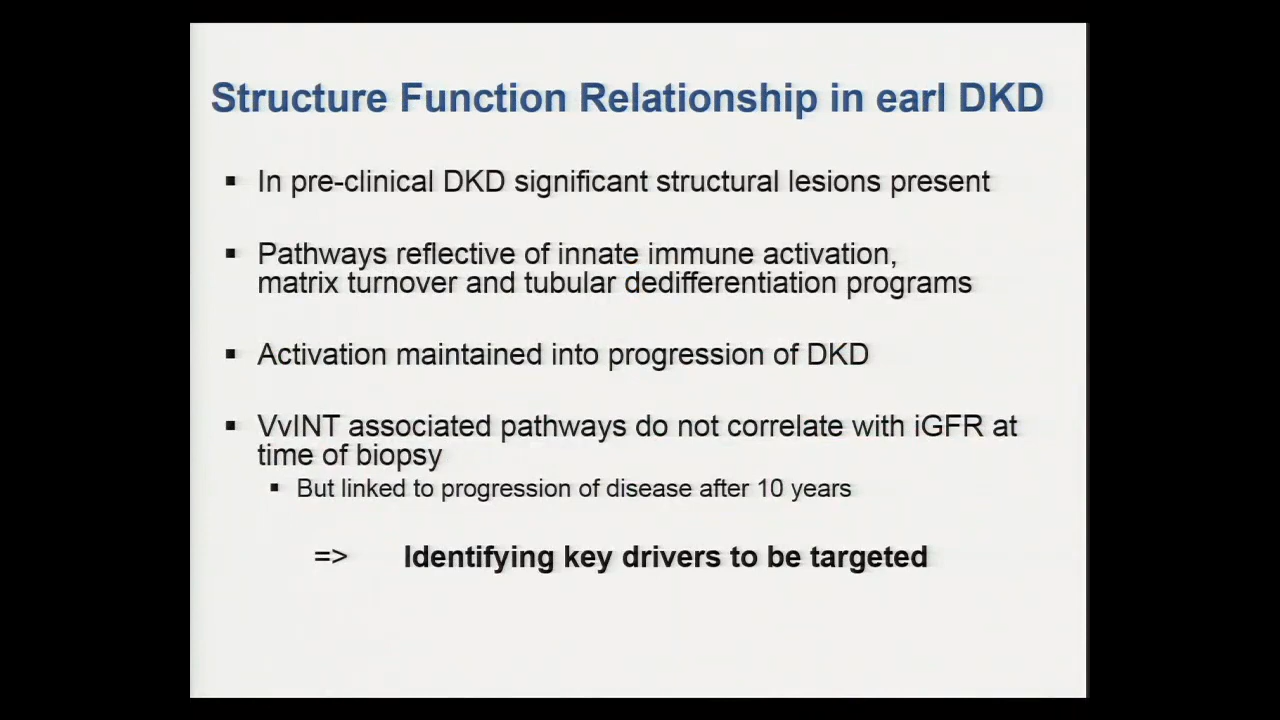 Structure Function Relationship in earl DKD
▪ In pre-clinical DKD significant structural lesions present
▪ Pathways reflective of innate immune activation,
matrix turnover and tubular dedifferentiation programs
▪ Activation maintained into progression of DKD
▪ VvINT associated pathways do not correlate with iGFR at
time of biopsy
▪ But linked to progression of disease after 10 years
=> Identifying key drivers to be targeted